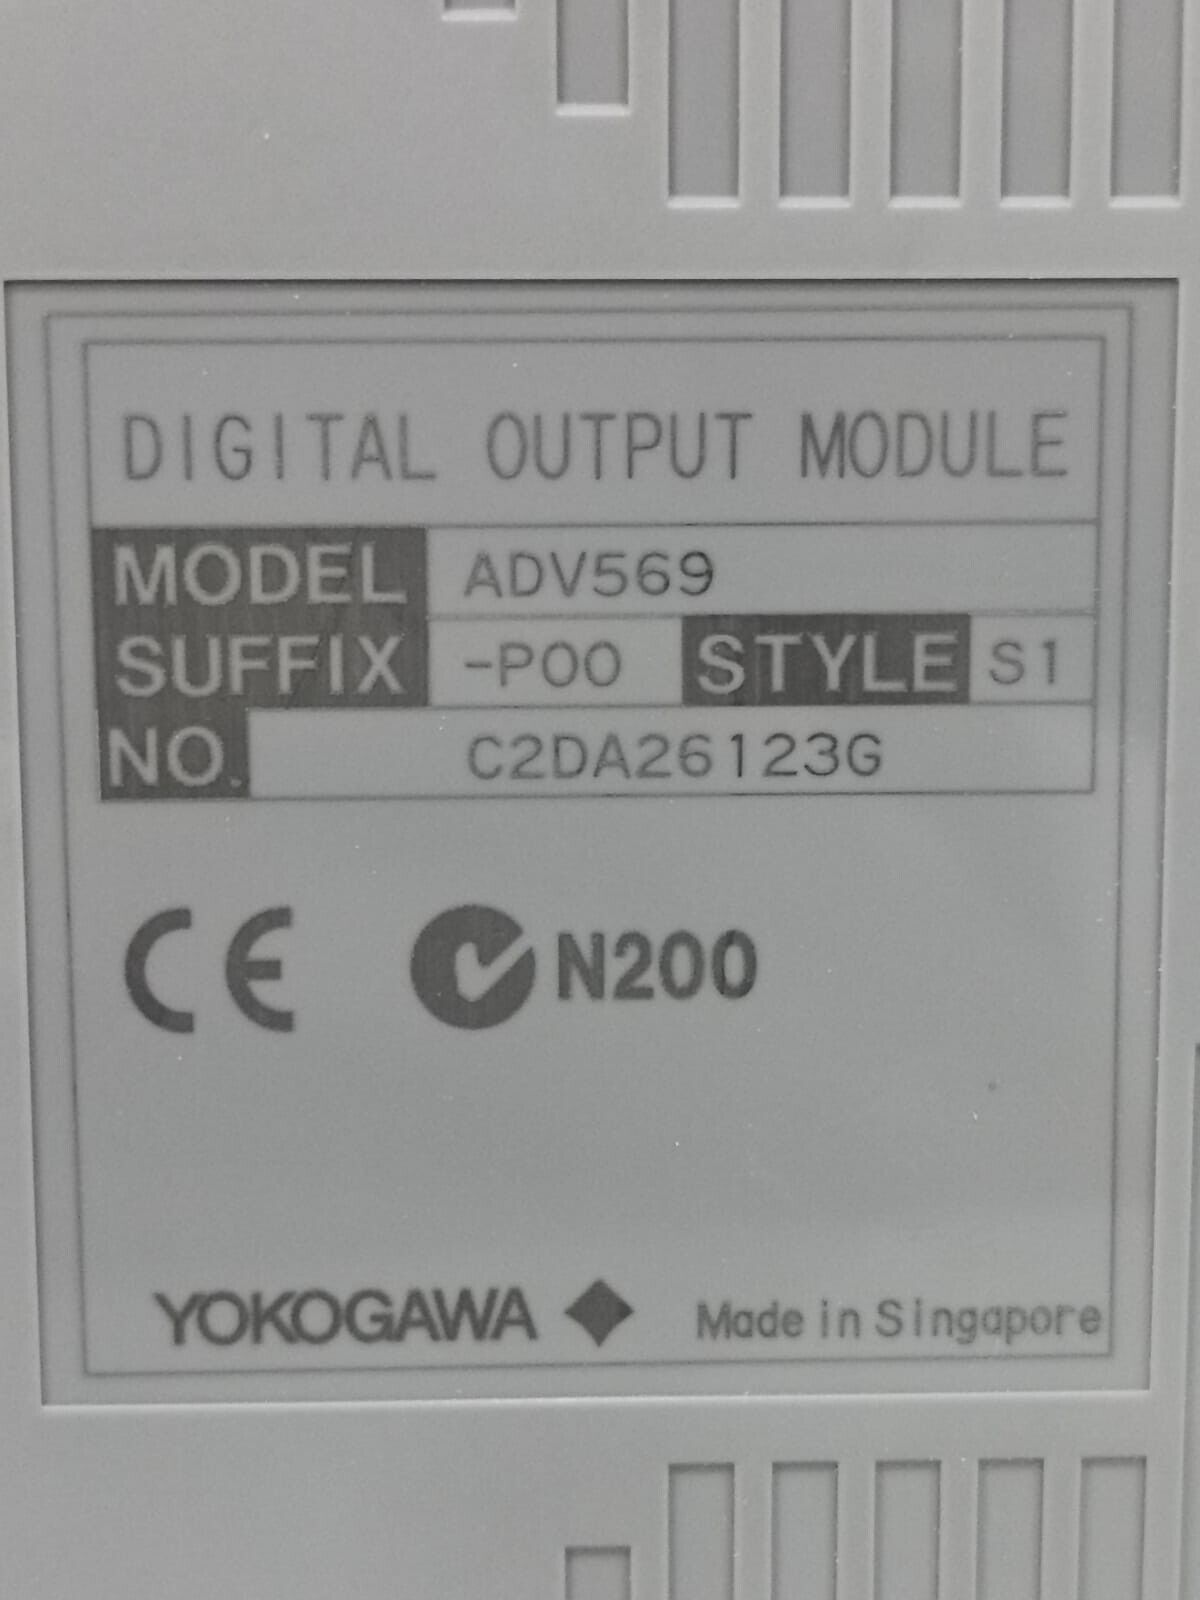 DIGITAL OUTPUT MODULE
MODEL ADV569
SUFFIX -P00 STYLE S1
NO. C2DA26123G
CE N200
YOKOGAWA Made in Singapore